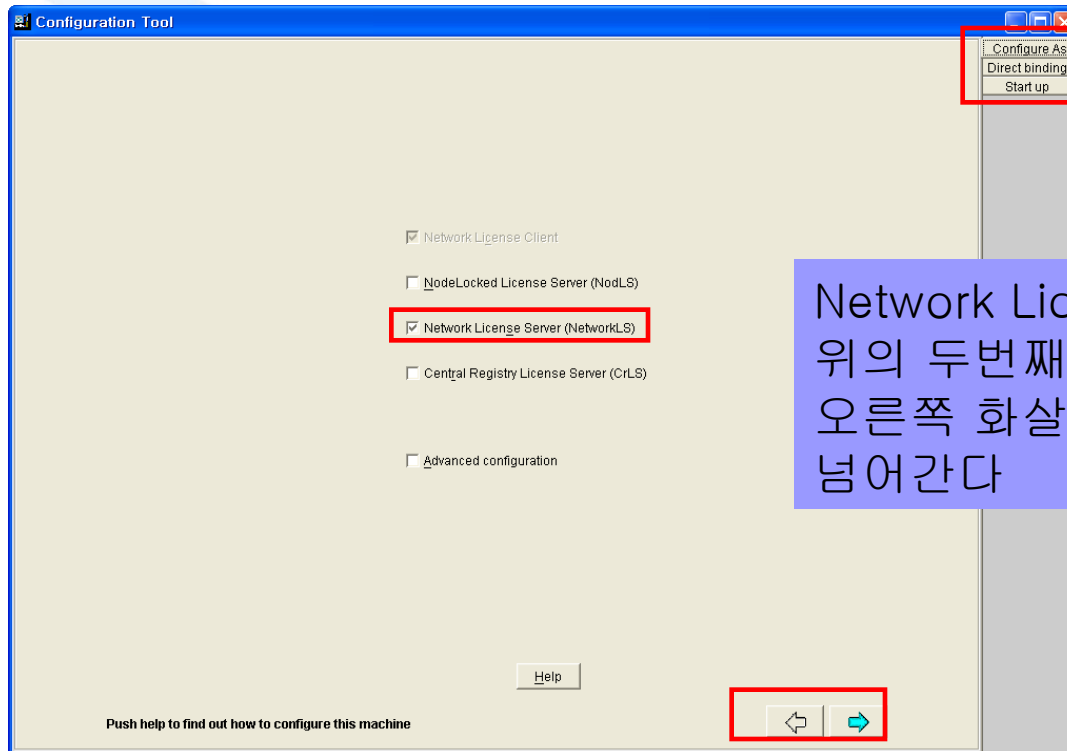 Configuration Tool
Configure As
Direct binding
Start up
Network License Client
NodeLocked License Server (NodLS)
Network License Server (NetworkLS)
Central Registry License Server (CrLS)
Advanced configuration
Network Lic
위의 두번째
오른쪽 화살
넘어간다
Help
Push help to find out how to configure this machine